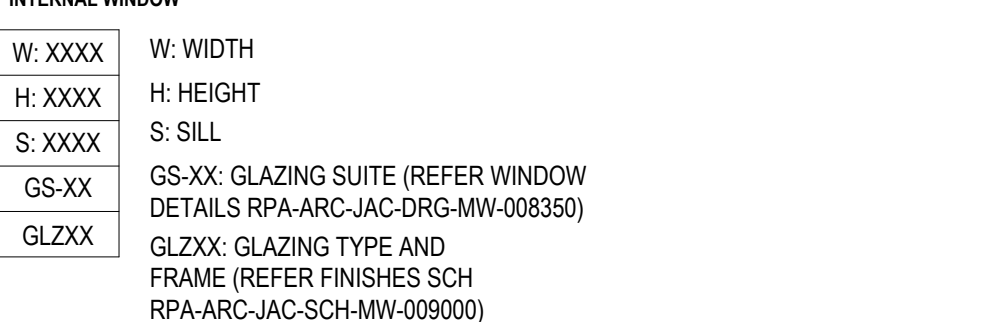 INTERNAL WINDOW
W: XXXX
H: XXXX
S: XXXX
GS-XX
GLZXX
W: WIDTH
H: HEIGHT
S: SILL
GS-XX: GLAZING SUITE (REFER WINDOW
DETAILS RPA-ARC-JAC-DRG-MW-008350)
GLZXX: GLAZING TYPE AND
FRAME (REFER FINISHES SCH
RPA-ARC-JAC-SCH-MW-009000)